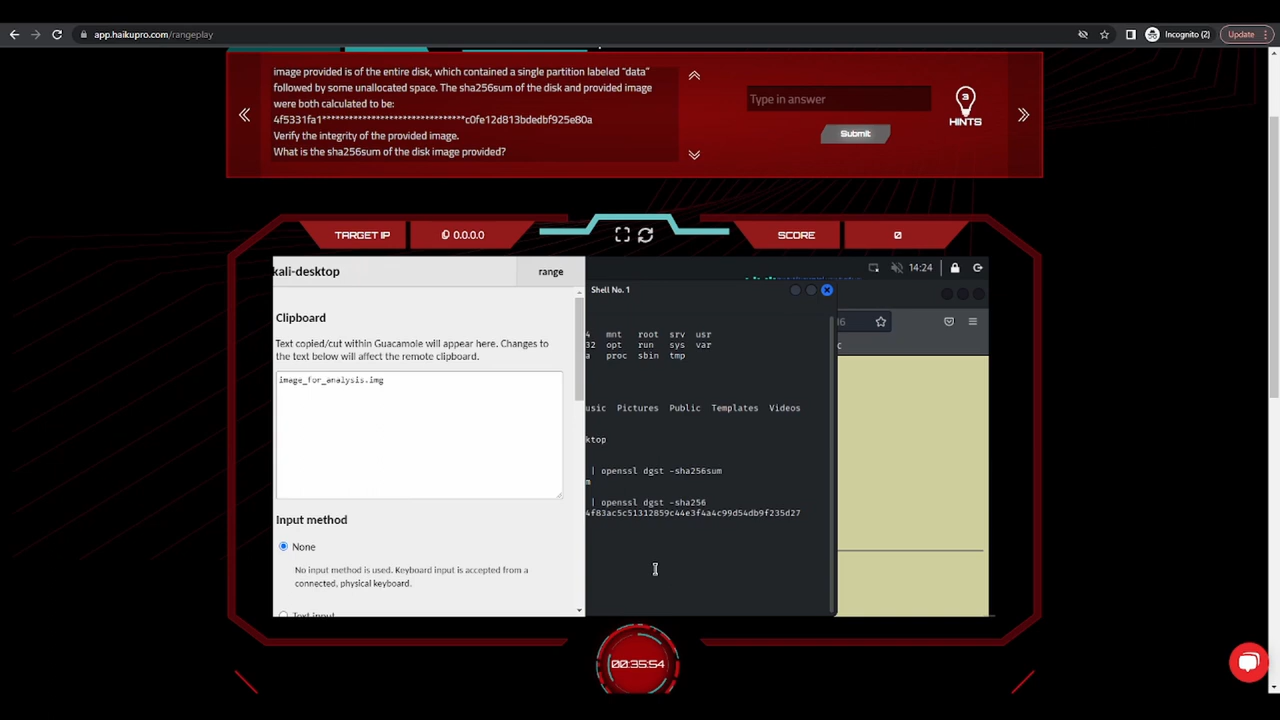 app.haikupro.com/rangeplay
Incognito (2)
Update
image provided is of the entire disk, which contained a single partition labeled "data"
followed by some unallocated space. The sha256sum of the disk and provided image
were both calculated to be:
4f5331fa1********************************c0fe12d813bdedbf925e80a
Verify the integrity of the provided image.
What is the sha256sum of the disk image provided?
Type in answer
Submit
3
HINTS
TARGET IP
0.0.0.0
SCORE
0
kali-desktop
range
14:24
Clipboard
Text copied/cut within Guacamole will appear here. Changes to
the text below will affect the remote clipboard.
image_for_analysis.img
Input method
None
No input method is used. Keyboard input is accepted from a
connected, physical keyboard.
Text input
Shell No. 1
4 mnt root srv usr
32 opt run sys var
a proc sbin tmp
usic Pictures Public Templates Videos
ktop
| openssl dgst -sha256sum
m
| openssl dgst -sha256
4f83ac5c51312859c44e3f4a4c99d54db9f235d27
00:35:54